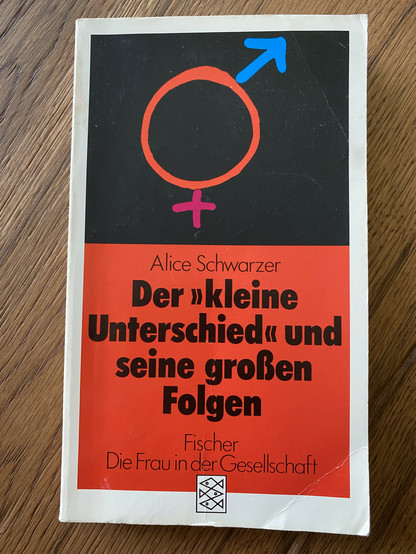 Alice Schwarzer
Der »kleine
Unterschied« und
seine großen
Folgen
Fischer
Die Frau in der Gesellschaft